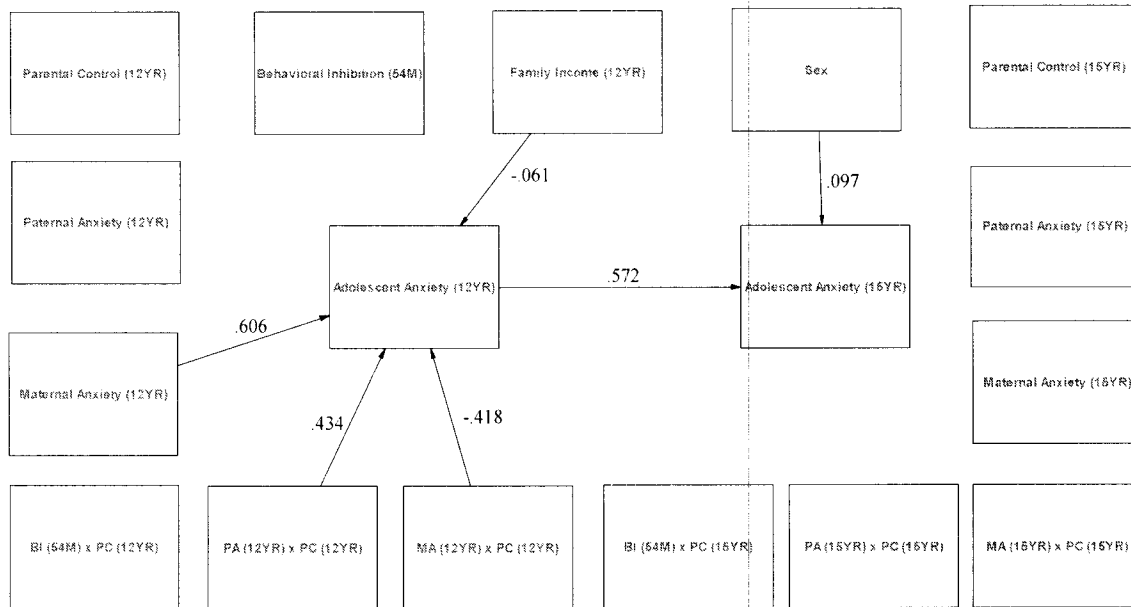 Parental Control (12YR)
Behavioral Inhibition (54M)
Family Income (12YR)
Sex
Parental Control (15YR)
-.061
.097
Paternal Anxiety (12YR)
Paternal Anxiety (15YR)
Adolescent Anxiety (12YR)
.572
Adolescent Anxiety (15YR)
.606
Maternal Anxiety (12YR)
Maternal Anxiety (15YR)
.434
-.418
BI (54M) x PC (12YR)
PA (12YR) x PC (12YR)
MA (12YR) x PC (12YR)
BI (54M) x PC (15YR)
PA (15YR) x PC (15YR)
MA (15YR) x PC (15YR)